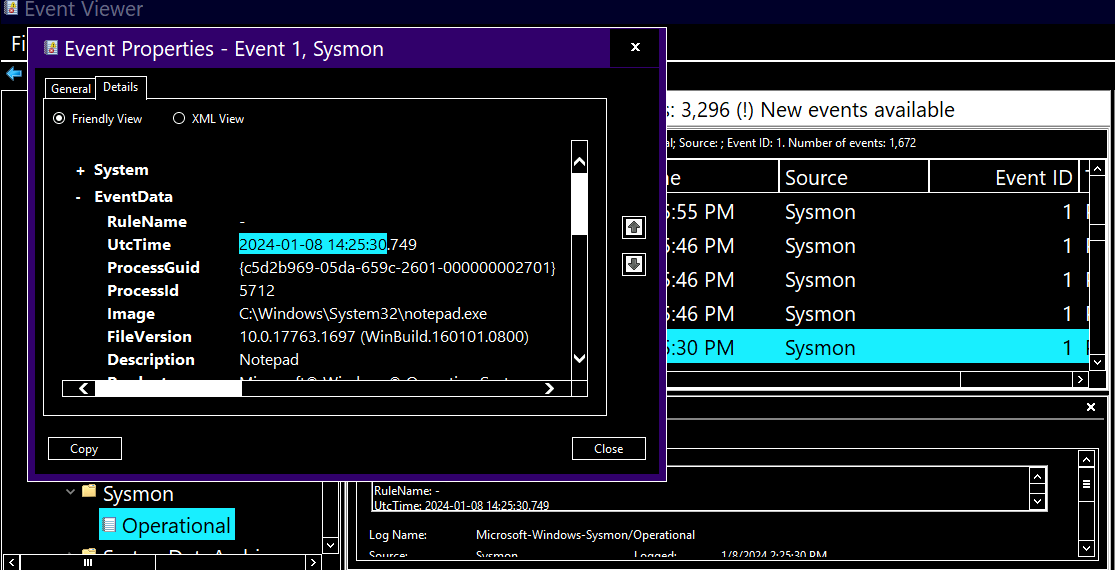 Event Viewer
Fi
Event Properties - Event 1, Sysmon
General
Details
Friendly View
XML View
+ System
- EventData
RuleName -
UtcTime 2024-01-08 14:25:30.749
ProcessGuid {c5d2b969-05da-659c-2601-000000002701}
ProcessId 5712
Image C:\Windows\System32\notepad.exe
FileVersion 10.0.17763.1697 (WinBuild.160101.0800)
Description Notepad
Copy
Close
: 3,296 (!) New events available
al; Source: ; Event ID: 1. Number of events: 1,672
ne Source Event ID
5:55 PM Sysmon 1
5:46 PM Sysmon 1
5:46 PM Sysmon 1
5:46 PM Sysmon 1
5:30 PM Sysmon 1
Sysmon
Operational
RuleName: -
UtcTime: 2024-01-08 14:25:30.749
Log Name: Microsoft-Windows-Sysmon/Operational
Source: Sysmon Logged: 1/8/2024 2:25:30 PM